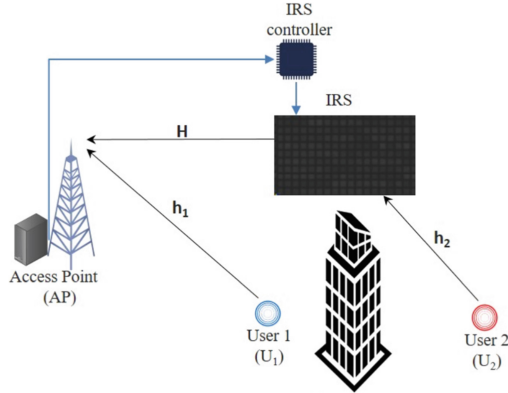 IRS
controller
IRS
H
h₁
h₂
Access Point
(AP)
User 1
(U₁)
User 2
(U₂)